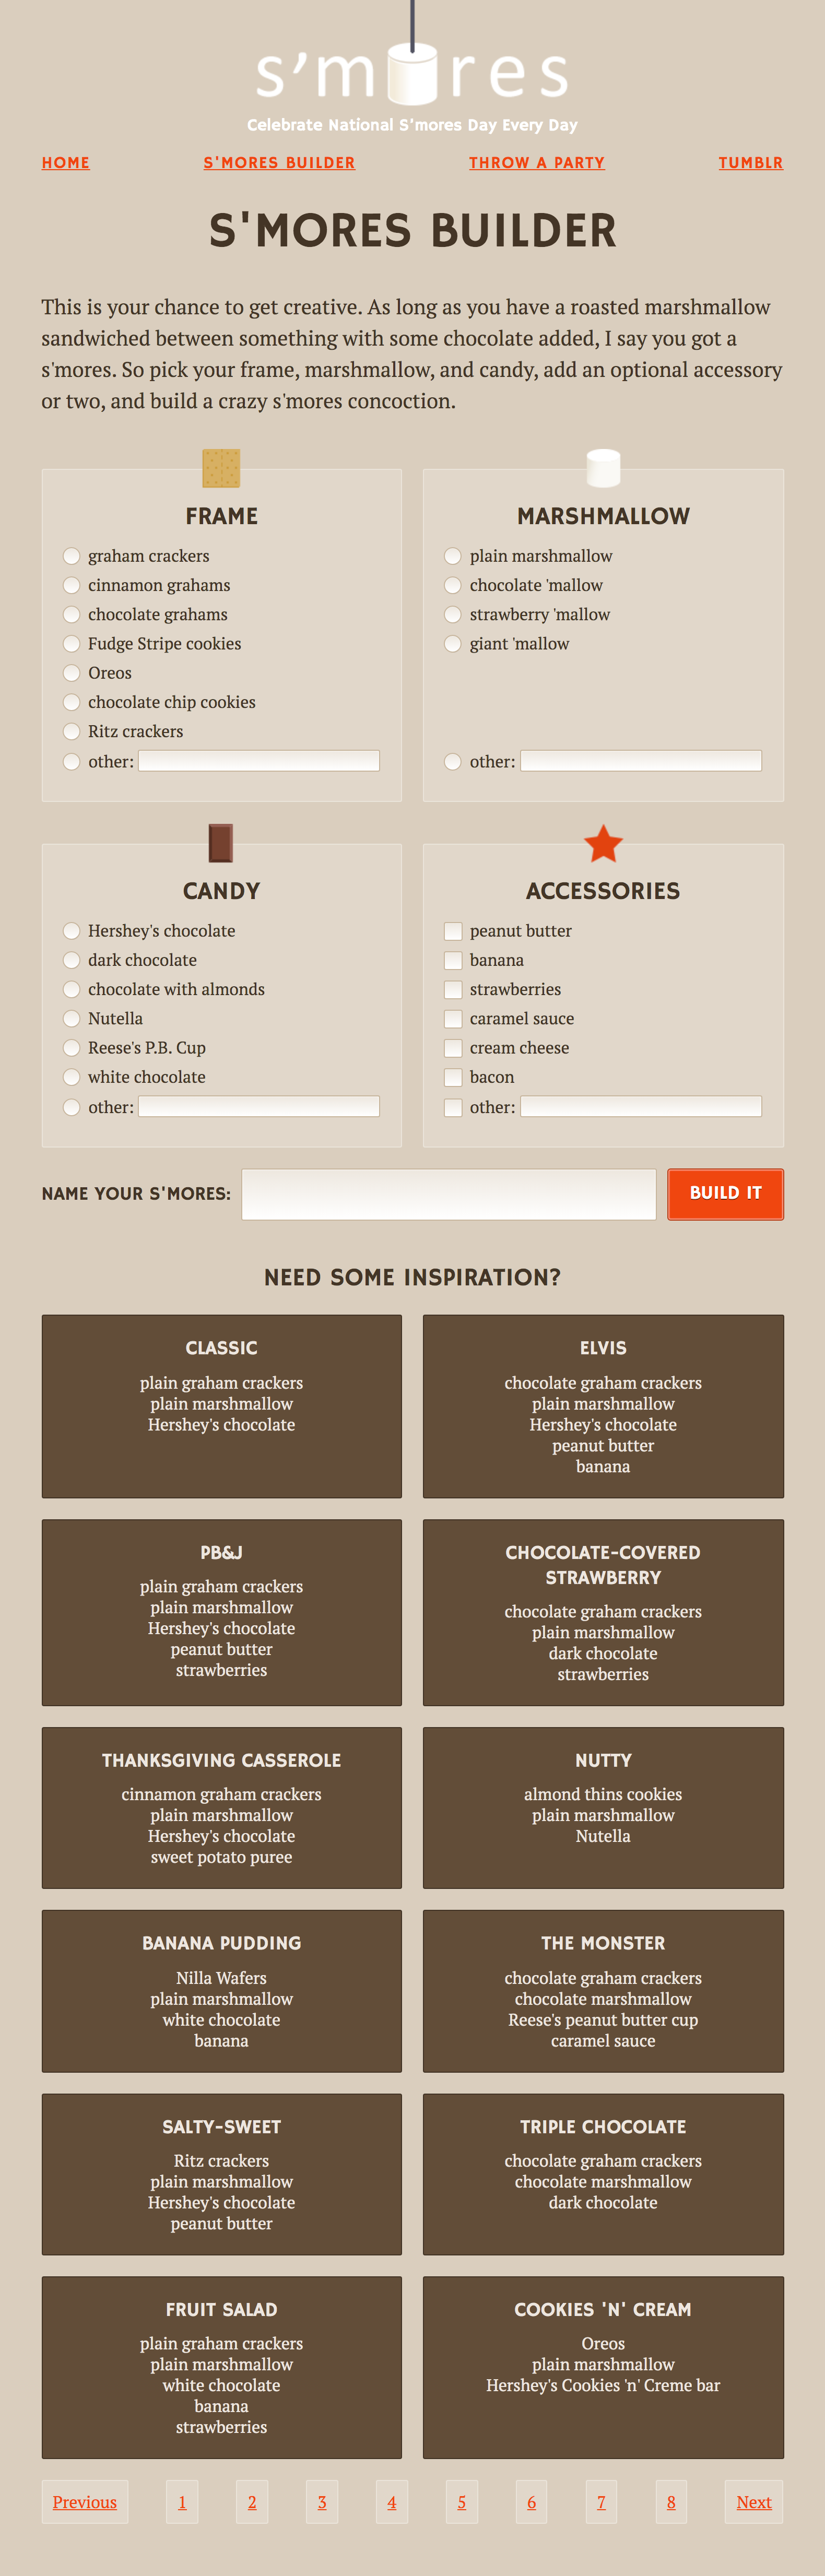 s'mores
Celebrate National S'mores Day Every Day
HOME S'MORES BUILDER THROW A PARTY TUMBLR
S'MORES BUILDER
This is your chance to get creative. As long as you have a roasted marshmallow
sandwiched between something with some chocolate added, I say you got a
s'mores. So pick your frame, marshmallow, and candy, add an optional accessory
or two, and build a crazy s'mores concoction.
FRAME
graham crackers
cinnamon grahams
chocolate grahams
Fudge Stripe cookies
Oreos
chocolate chip cookies
Ritz crackers
other:
MARSHMALLOW
plain marshmallow
chocolate 'mallow
strawberry 'mallow
giant 'mallow
other:
CANDY
Hershey's chocolate
dark chocolate
chocolate with almonds
Nutella
Reese's P.B. Cup
white chocolate
other:
ACCESSORIES
peanut butter
banana
strawberries
caramel sauce
cream cheese
bacon
other:
NAME YOUR S'MORES:
BUILD IT
NEED SOME INSPIRATION?
CLASSIC
plain graham crackers
plain marshmallow
Hershey's chocolate
ELVIS
chocolate graham crackers
plain marshmallow
Hershey's chocolate
peanut butter
banana
PB&J
plain graham crackers
plain marshmallow
Hershey's chocolate
peanut butter
strawberries
CHOCOLATE-COVERED
STRAWBERRY
chocolate graham crackers
plain marshmallow
dark chocolate
strawberries
THANKSGIVING CASSEROLE
cinnamon graham crackers
plain marshmallow
Hershey's chocolate
sweet potato puree
NUTTY
almond thins cookies
plain marshmallow
Nutella
BANANA PUDDING
Nilla Wafers
plain marshmallow
white chocolate
banana
THE MONSTER
chocolate graham crackers
chocolate marshmallow
Reese's peanut butter cup
caramel sauce
SALTY-SWEET
Ritz crackers
plain marshmallow
Hershey's chocolate
peanut butter
TRIPLE CHOCOLATE
chocolate graham crackers
chocolate marshmallow
dark chocolate
FRUIT SALAD
plain graham crackers
plain marshmallow
white chocolate
banana
strawberries
COOKIES 'N' CREAM
Oreos
plain marshmallow
Hershey's Cookies 'n' Creme bar
Previous 1 2 3 4 5 6 7 8 Next